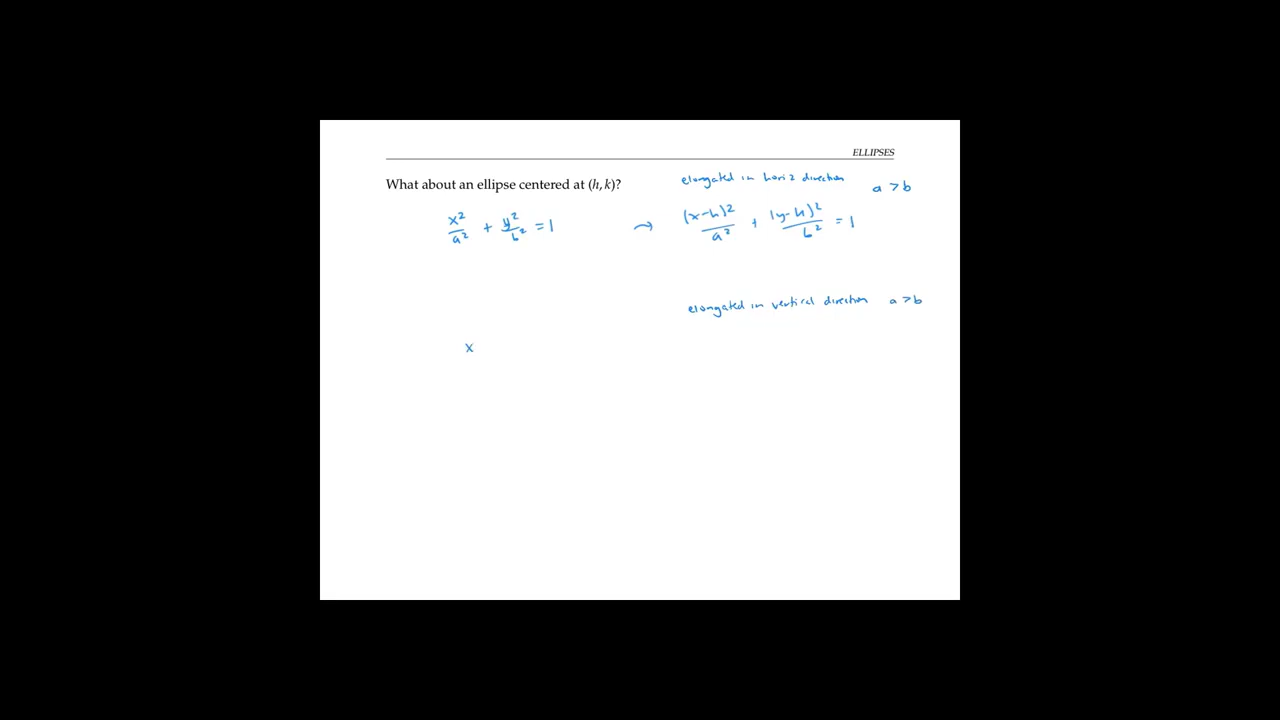 ELLIPSES
What about an ellipse centered at (h, k)?
elongated in horiz direction a > b
x²/a² + y²/b² = 1 → (x-h)²/a² + (y-k)²/b² = 1
elongated in vertical direction a > b
x